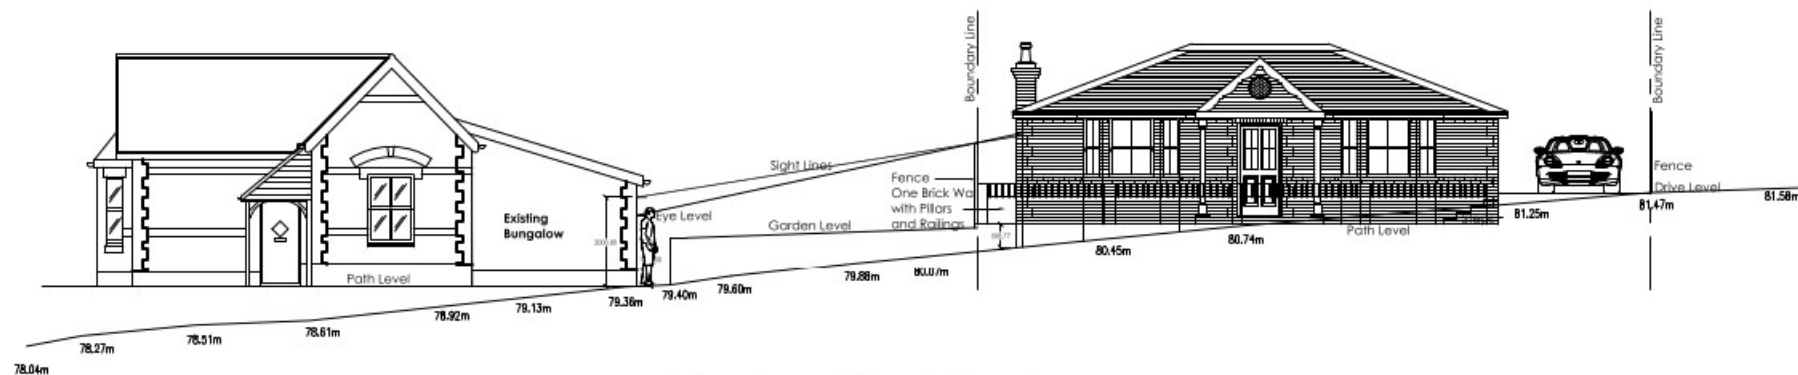 Boundary Line
Boundary Line
Sight Lines
Fence
One Brick Wa
with Pillars
and Railings
Fence
Drive Level
Eye Level
Garden Level
Existing
Bungalow
Path Level
Path Level
81.58m
81.47m
81.25m
80.74m
80.45m
80.07m
79.88m
79.60m
79.40m
79.36m
79.13m
78.92m
78.61m
78.51m
78.27m
78.04m